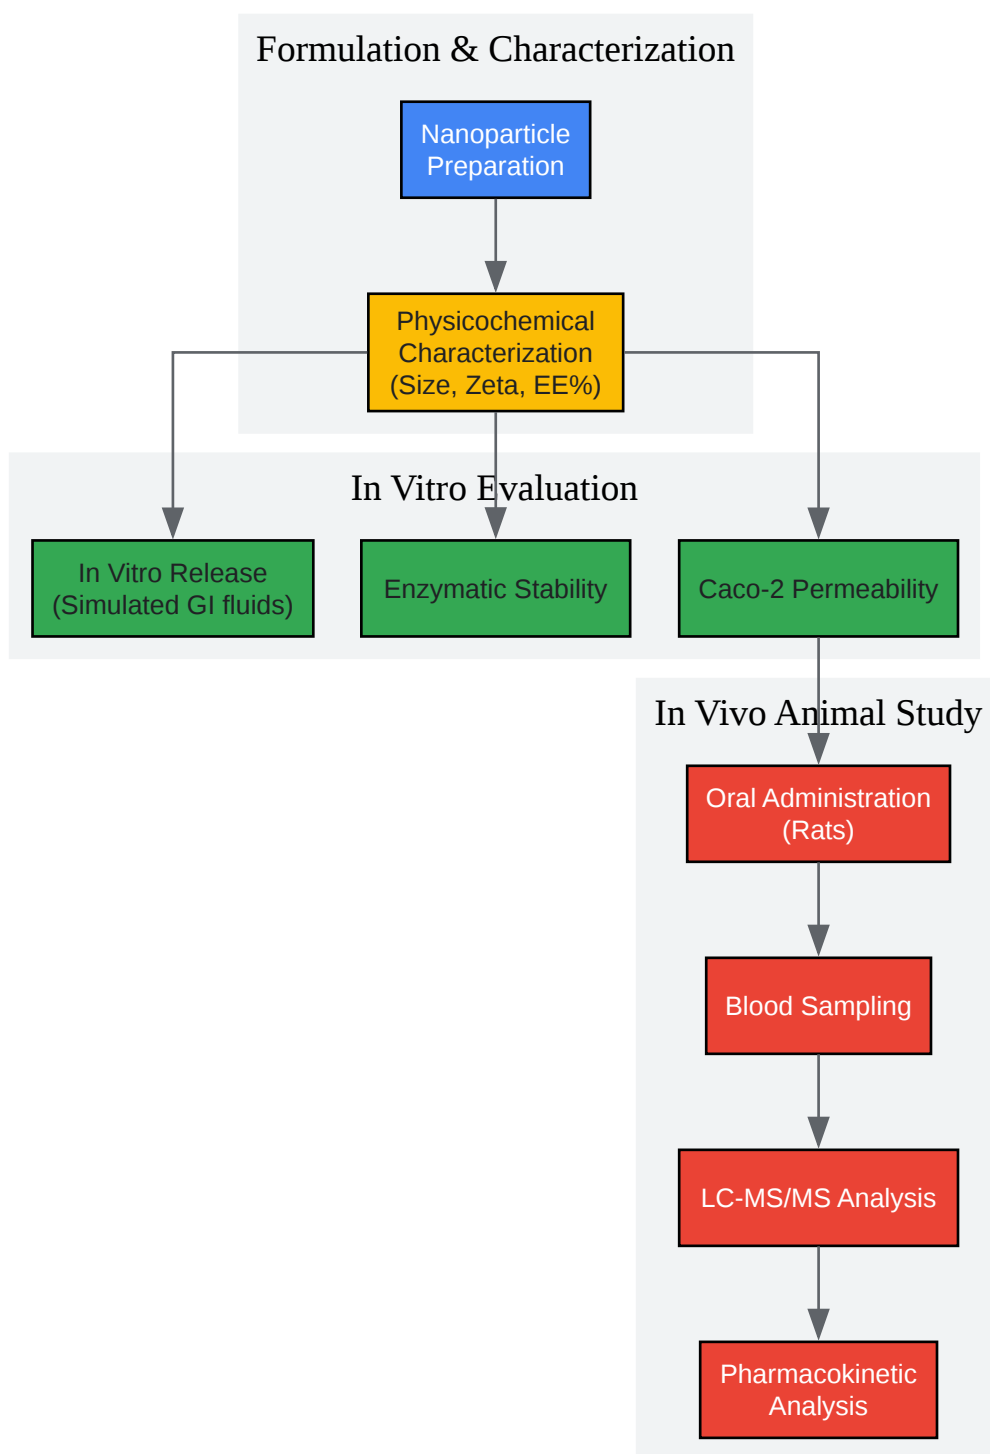 Formulation & Characterization
Nanoparticle
Preparation
Physicochemical
Characterization
(Size, Zeta, EE%)
In Vitro Evaluation
In Vitro Release
(Simulated GI fluids)
Enzymatic Stability
Caco-2 Permeability
In Vivo Animal Study
Oral Administration
(Rats)
Blood Sampling
LC-MS/MS Analysis
Pharmacokinetic
Analysis